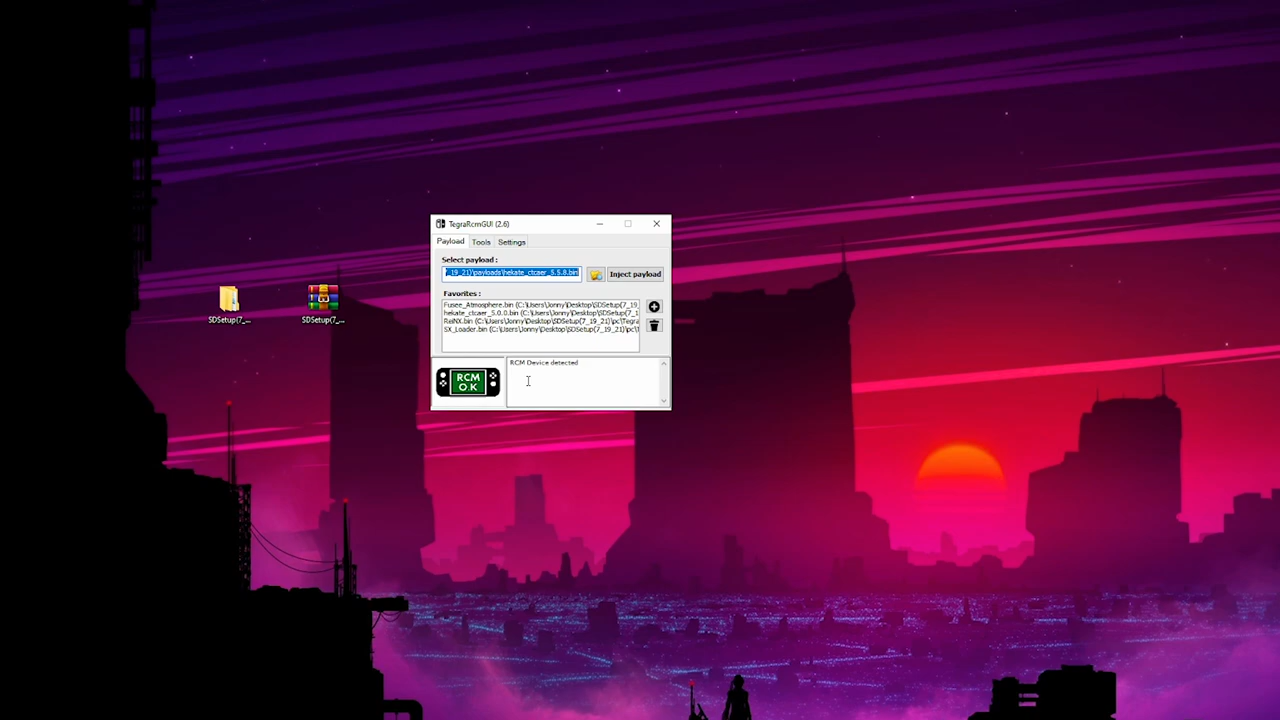 TegraRcmGUI (2.6)
Payload Tools Settings
Select payload :
7_19_21)\payloads\hekate_ctcaer_5.5.8.bin
Inject payload
Favorites :
Fusee_Atmosphere.bin (C:\Users\Jonny\Desktop\SDSetup(7_19
hekate_ctcaer_5.0.0.bin (C:\Users\Jonny\Desktop\SDSetup(7_1
ReiNX.bin (C:\Users\Jonny\Desktop\SDSetup(7_19_21)\pc\Tegra
SX_Loader.bin (C:\Users\Jonny\Desktop\SDSetup(7_19_21)\pc\T
SDSetup(7_...
SDSetup(7_...
RCM Device detected
RCM
O.K